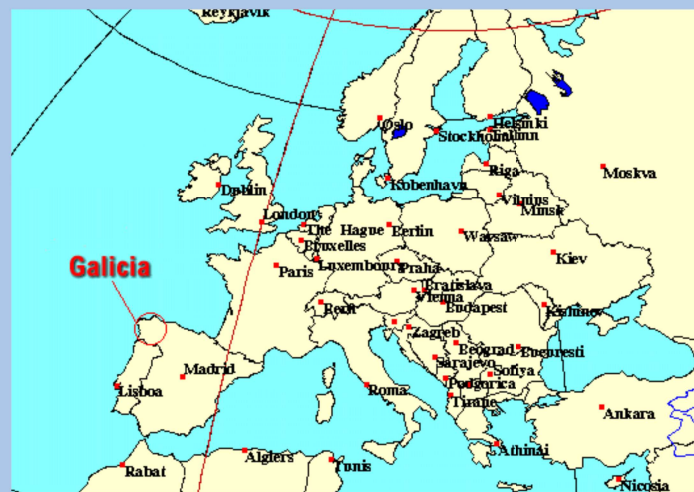 Reykjavik
Oslo
Helsinki
Stockholm
Tallinn
Riga
Moskva
Dublin
Kobenhavn
Vilnius
Minsk
London
The Hague
Berlin
Warsaw
Bruxelles
Kiev
Paris
Luxembourg
Praha
Galicia
Bratislava
Vienna
Bern
Budapest
Kishinev
Zagreb
Beograd
Bucuresti
Sarajevo
Sofiya
Madrid
Lisboa
Roma
Podgorica
Tirane
Ankara
Athinai
Algiers
Tunis
Rabat
Nicosia